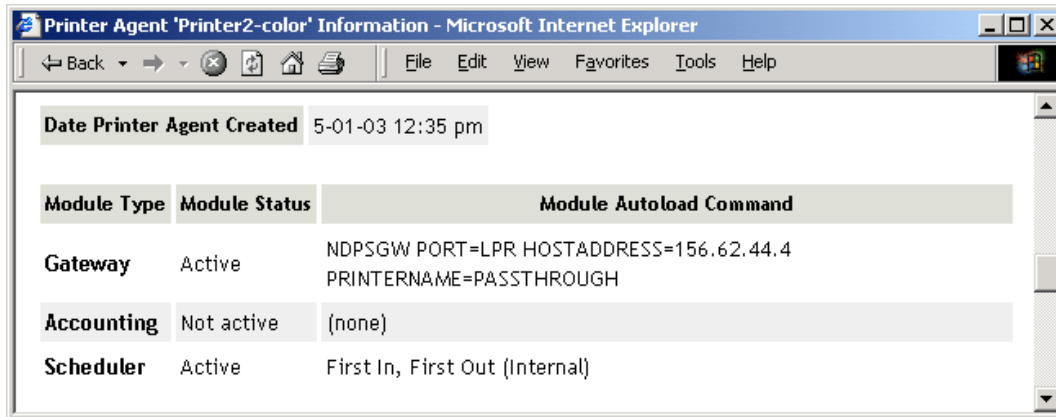 Printer Agent 'Printer2-color' Information - Microsoft Internet Explorer
Back File Edit View Favorites Tools Help
Date Printer Agent Created 5-01-03 12:35 pm
Module Type Module Status Module Autoload Command
Gateway Active NDPSGW PORT=LPR HOSTADDRESS=156.62.44.4
PRINTERNAME=PASSTHROUGH
Accounting Not active (none)
Scheduler Active First In, First Out (Internal)